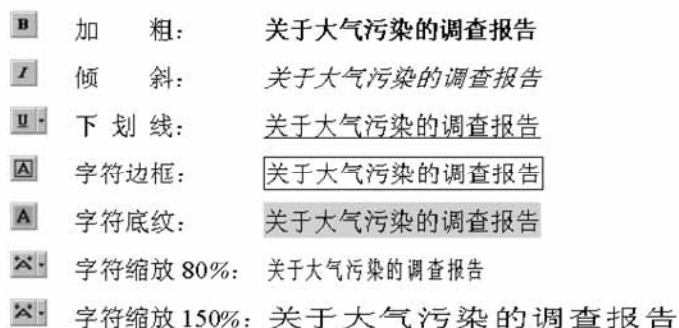 B 加 粗： 关于大气污染的调查报告
I 倾 斜： 关于大气污染的调查报告
U 下 划 线： 关于大气污染的调查报告
A 字符边框： 关于大气污染的调查报告
A 字符底纹： 关于大气污染的调查报告
A 字符缩放 80%： 关于大气污染的调查报告
A 字符缩放 150%： 关于大气污染的调查报告